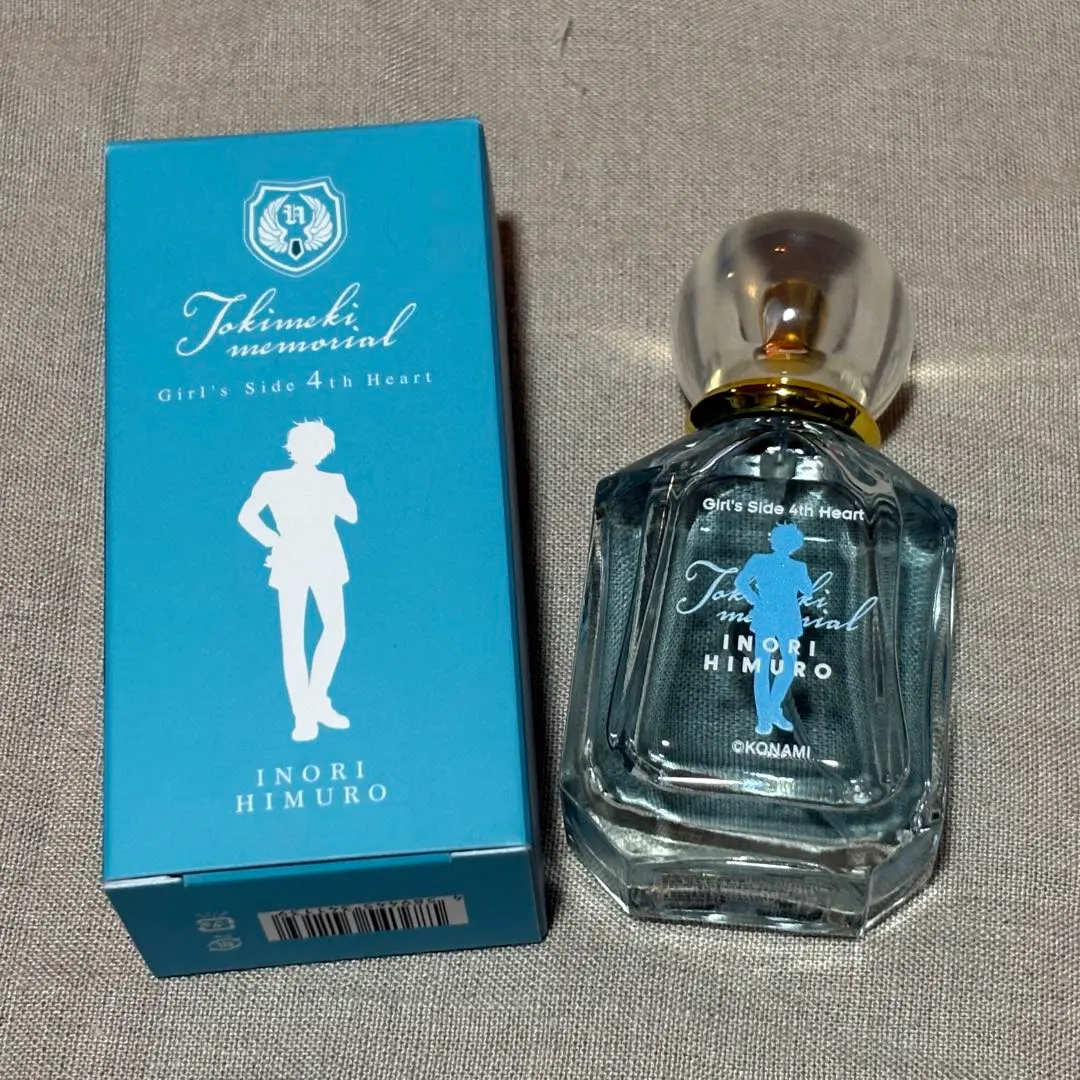 Tokimeki
memorial
Girl's Side 4th Heart
INORI
HIMURO
Girl's Side 4th Heart
Tokimeki
memorial
INORI
HIMURO
©KONAMI